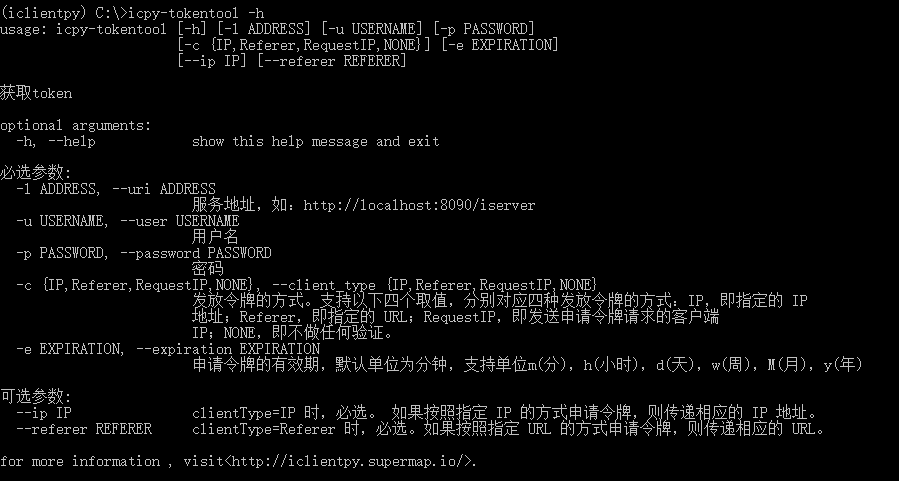 (iclientpy) C:\>icpy-tokentool -h
usage: icpy-tokentool [-h] [-l ADDRESS] [-u USERNAME] [-p PASSWORD]
[-c {IP,Referer,RequestIP,NONE}] [-e EXPIRATION]
[--ip IP] [--referer REFERER]
获取token
optional arguments:
-h, --help show this help message and exit
必选参数:
-l ADDRESS, --uri ADDRESS
服务地址，如：http://localhost:8090/iserver
-u USERNAME, --user USERNAME
用户名
-p PASSWORD, --password PASSWORD
密码
-c {IP,Referer,RequestIP,NONE}, --client_type {IP,Referer,RequestIP,NONE}
发放令牌的方式。支持以下四个取值，分别对应四种发放令牌的方式：IP，即指定的 IP
地址；Referer，即指定的 URL；RequestIP，即发送申请令牌请求的客户端
IP；NONE，即不做任何验证。
-e EXPIRATION, --expiration EXPIRATION
申请令牌的有效期，默认单位为分钟，支持单位m(分)，h(小时)，d(天)，w(周)，M(月)，y(年)
可选参数:
--ip IP clientType=IP 时，必选。 如果按照指定 IP 的方式申请令牌，则传递相应的 IP 地址。
--referer REFERER clientType=Referer 时，必选。如果按照指定 URL 的方式申请令牌，则传递相应的 URL。
for more information , visit<http://iclientpy.supermap.io/>.